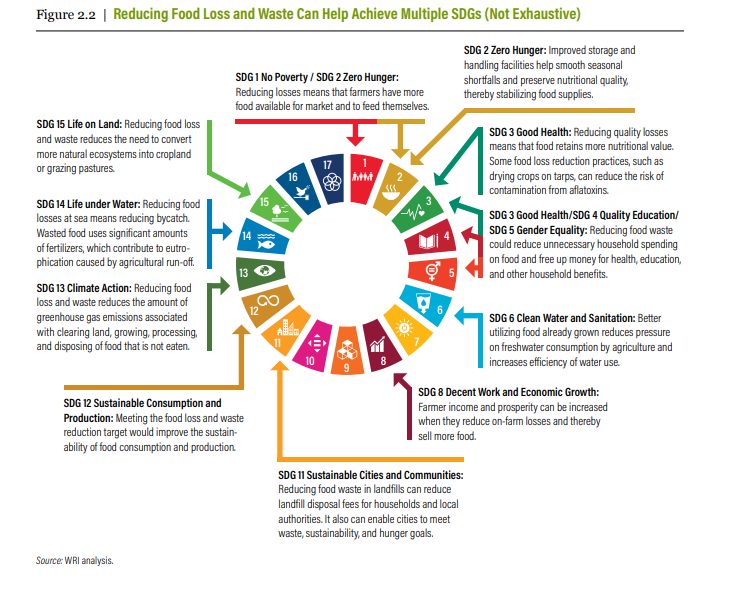 Figure 2.2 | Reducing Food Loss and Waste Can Help Achieve Multiple SDGs (Not Exhaustive)
SDG 1 No Poverty / SDG 2 Zero Hunger:
Reducing losses means that farmers have more
food available for market and to feed themselves.
SDG 2 Zero Hunger: Improved storage and
handling facilities help smooth seasonal
shortfalls and preserve nutritional quality,
thereby stabilizing food supplies.
SDG 3 Good Health: Reducing quality losses
means that food retains more nutritional value.
Some food loss reduction practices, such as
drying crops on tarps, can reduce the risk of
contamination from aflatoxins.
SDG 3 Good Health/SDG 4 Quality Education/
SDG 5 Gender Equality: Reducing food waste
could reduce unnecessary household spending
on food and free up money for health, education,
and other household benefits.
SDG 6 Clean Water and Sanitation: Better
utilizing food already grown reduces pressure
on freshwater consumption by agriculture and
increases efficiency of water use.
SDG 8 Decent Work and Economic Growth:
Farmer income and prosperity can be increased
when they reduce on-farm losses and thereby
sell more food.
SDG 11 Sustainable Cities and Communities:
Reducing food waste in landfills can reduce
landfill disposal fees for households and local
authorities. It also can enable cities to meet
waste, sustainability, and hunger goals.
SDG 12 Sustainable Consumption and
Production: Meeting the food loss and waste
reduction target would improve the sustain-
ability of food consumption and production.
SDG 13 Climate Action: Reducing food
loss and waste reduces the amount of
greenhouse gas emissions associated
with clearing land, growing, processing,
and disposing of food that is not eaten.
SDG 14 Life under Water: Reducing food
losses at sea means reducing bycatch.
Wasted food uses significant amounts
of fertilizers, which contribute to eutro-
phication caused by agricultural run-off.
SDG 15 Life on Land: Reducing food loss
and waste reduces the need to convert
more natural ecosystems into cropland
or grazing pastures.
1
2
3
4
5
6
7
8
9
10
11
12
13
14
15
16
17
Source: WRI analysis.